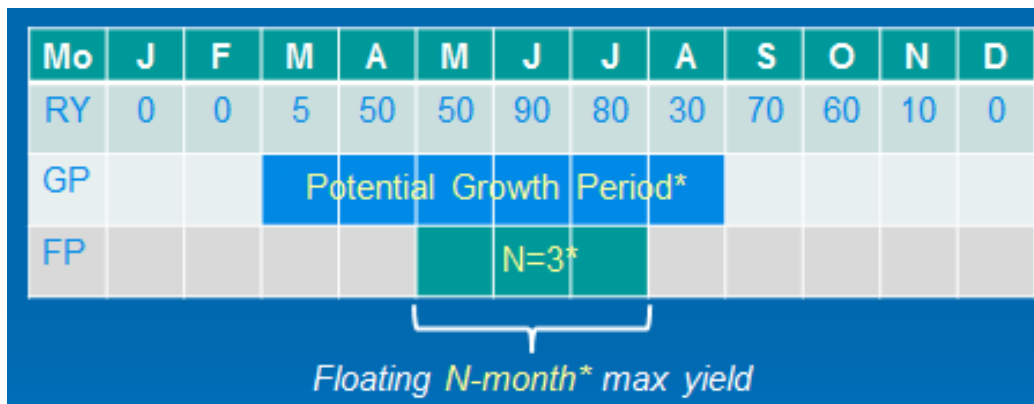 Mo J F M A M J J A S O N D
RY 0 0 5 50 50 90 80 30 70 60 10 0
GP Potential Growth Period*
FP N=3*
Floating N-month* max yield